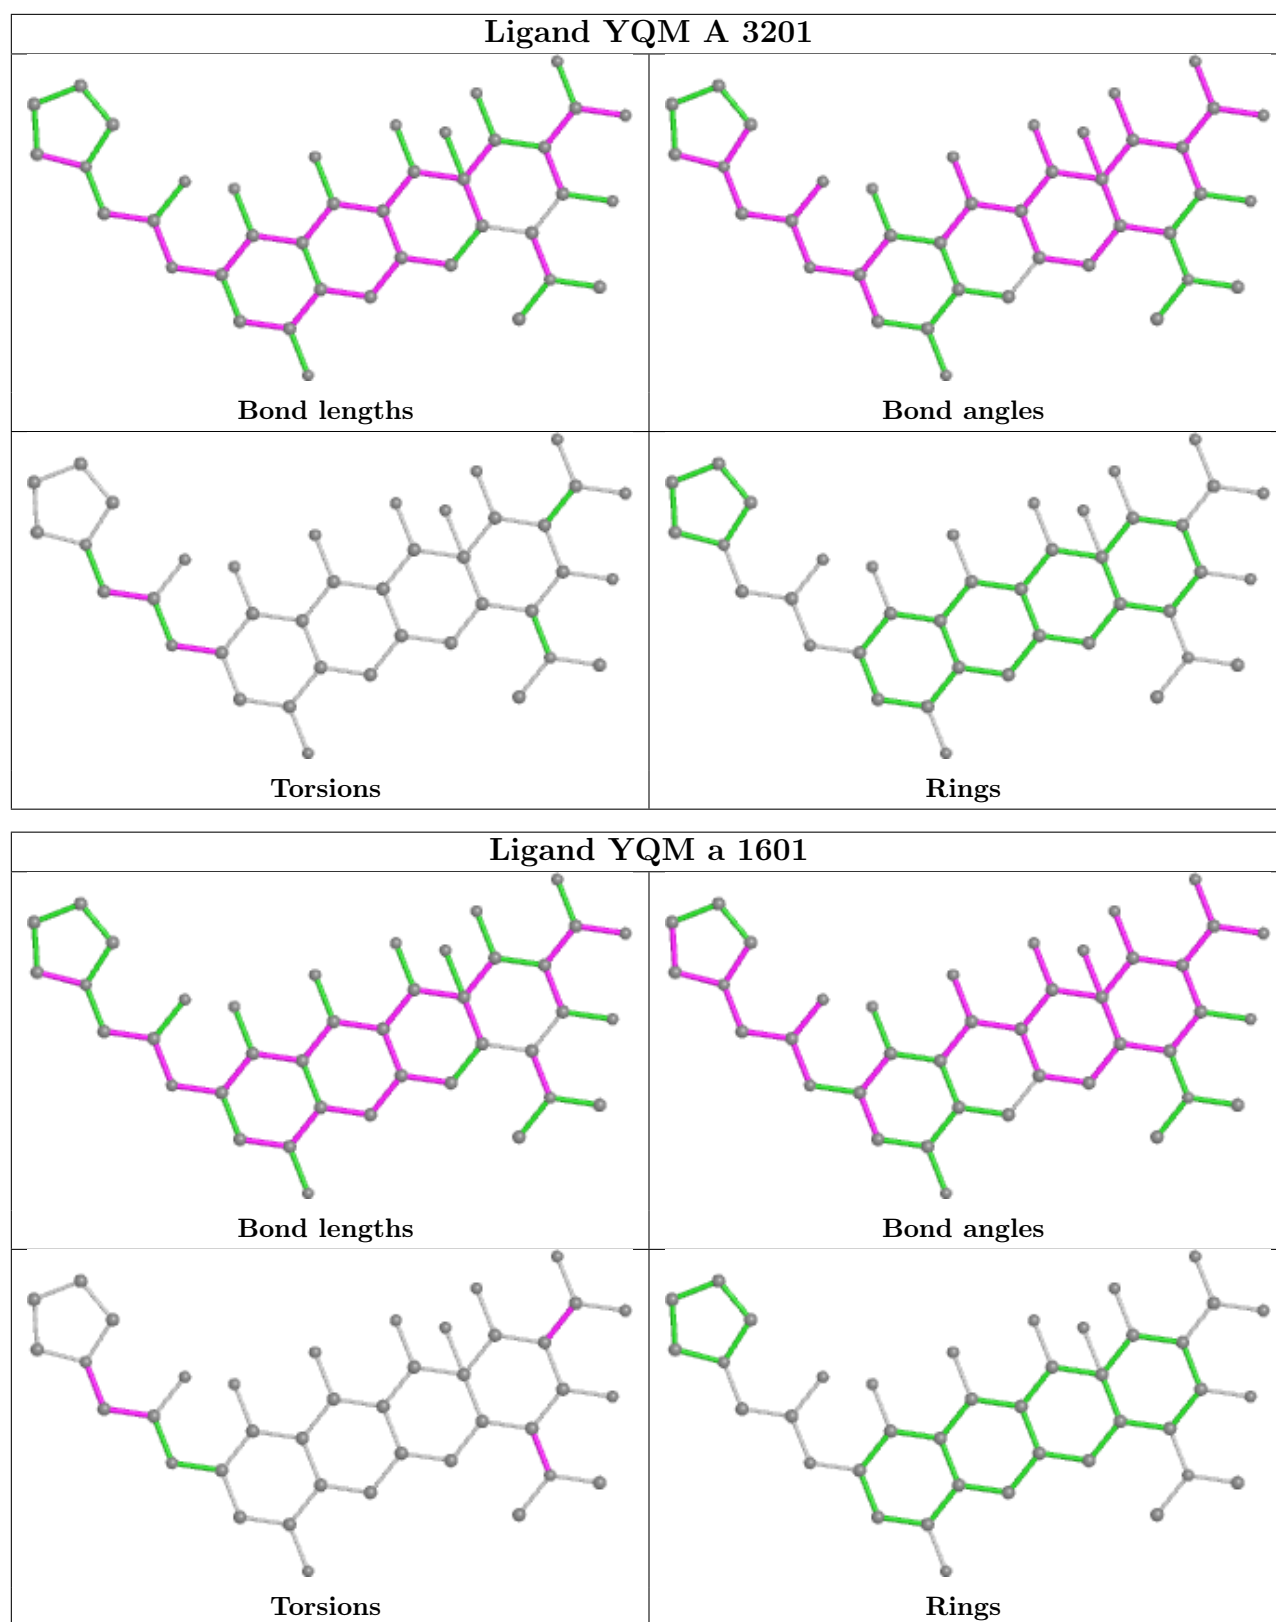 Ligand YQM A 3201
Bond lengths
Bond angles
Torsions
Rings
Ligand YQM a 1601
Bond lengths
Bond angles
Torsions
Rings